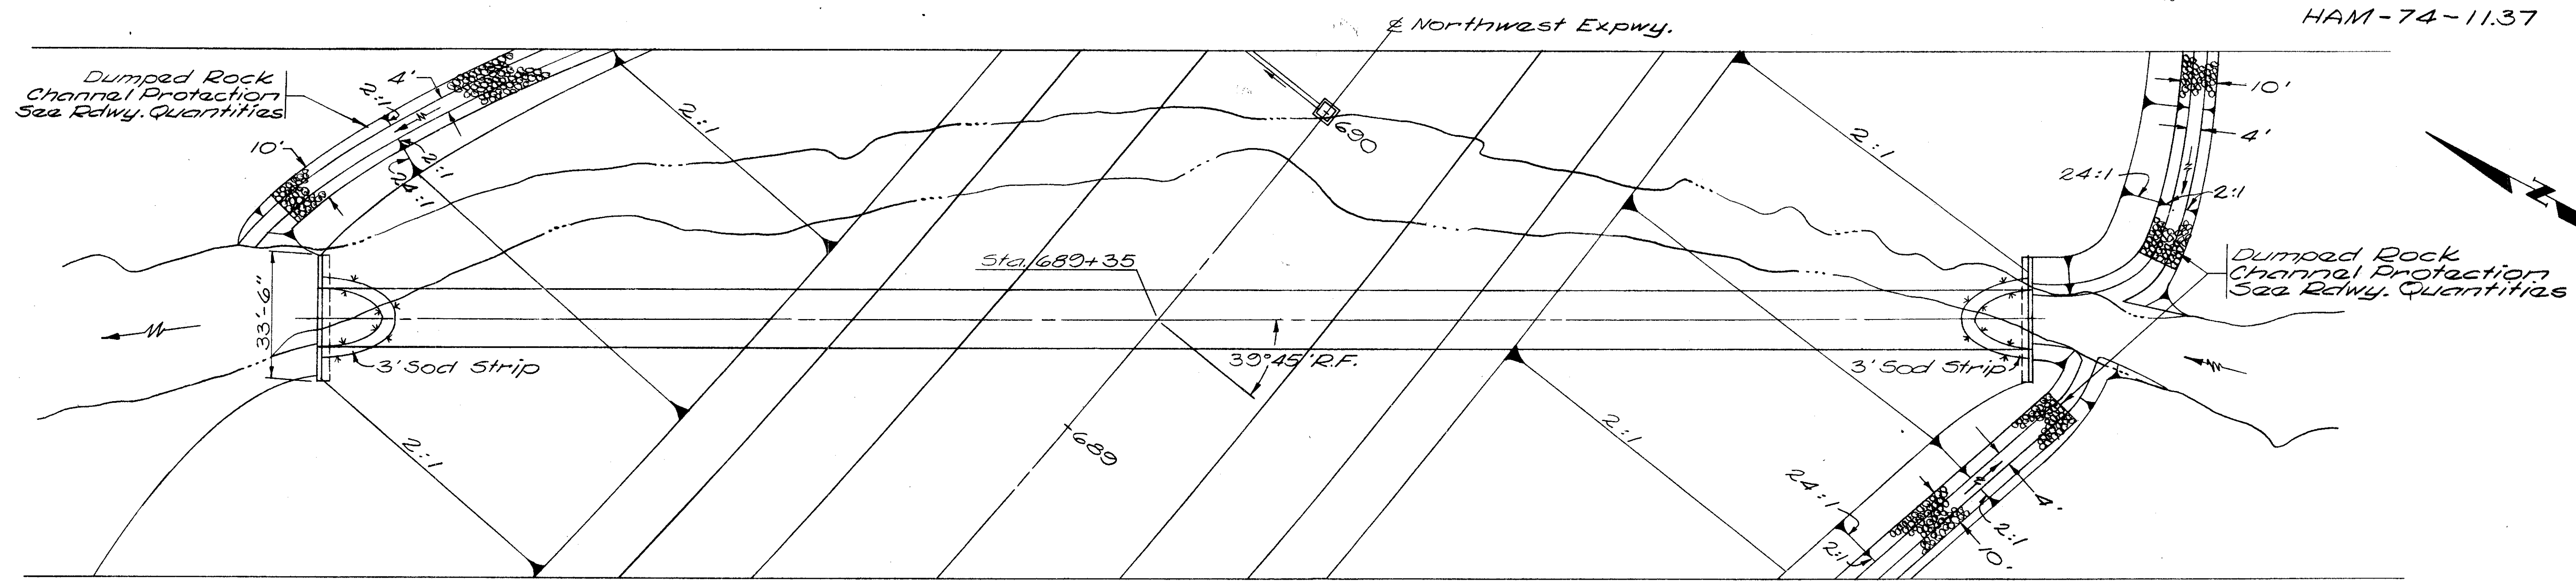 HAM-74-11.37
℄ Northwest Expwy.
Dumped Rock
Channel Protection
See Rdwy. Quantities
4'
2:1
10'
2:1
24:1
2:1
690
2:1
10'
4'
24:1
2:1
N
Dumped Rock
Channel Protection
See Rdwy. Quantities
Sta. 689+35
33'-6"
39°45' R.F.
3' Sod Strip
3' Sod Strip
2:1
689
2:1
24:1
2:1
4'
2:1
10'